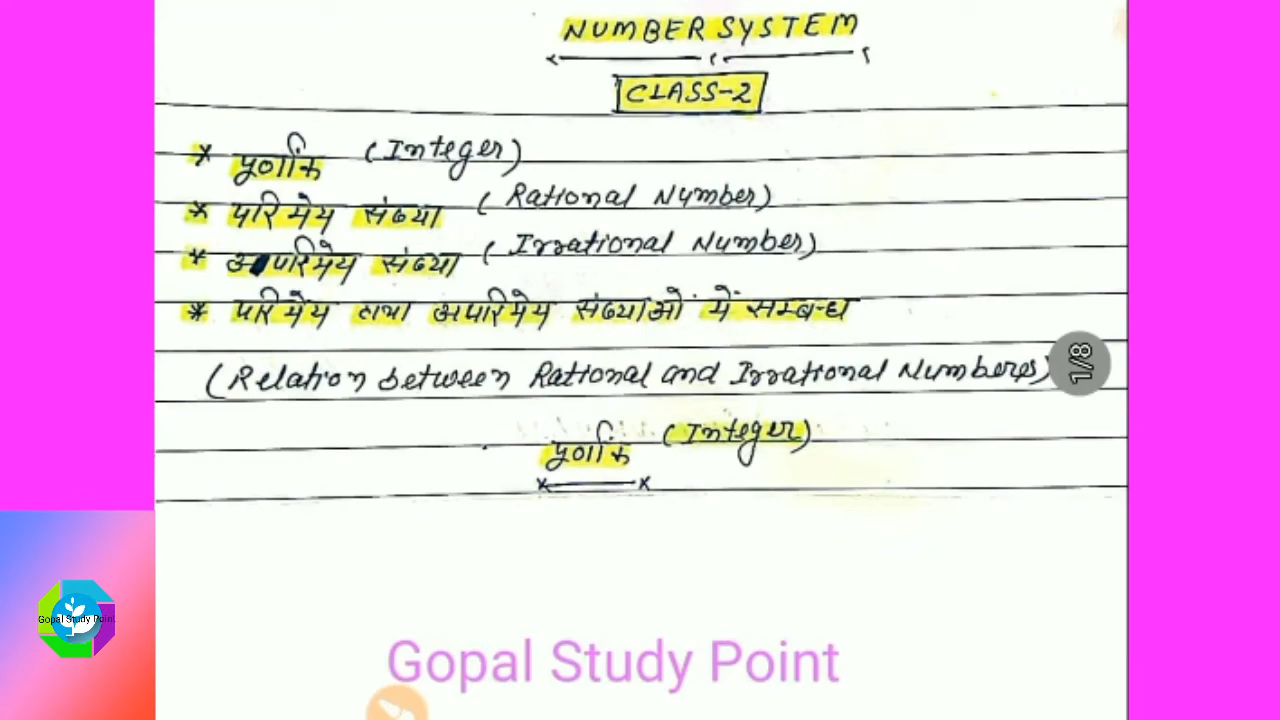 NUMBER SYSTEM
CLASS-2
* पूर्णांक (Integer)
* परिमेय संख्या (Rational Number)
* अपरिमेय संख्या (Irrational Number)
* परिमेय तथा अपरिमेय संख्याओं में सम्बन्ध
(Relation between Rational and Irrational Numbers)
1/8
पूर्णांक (Integer)
Gopal Study Point
Gopal Study Point